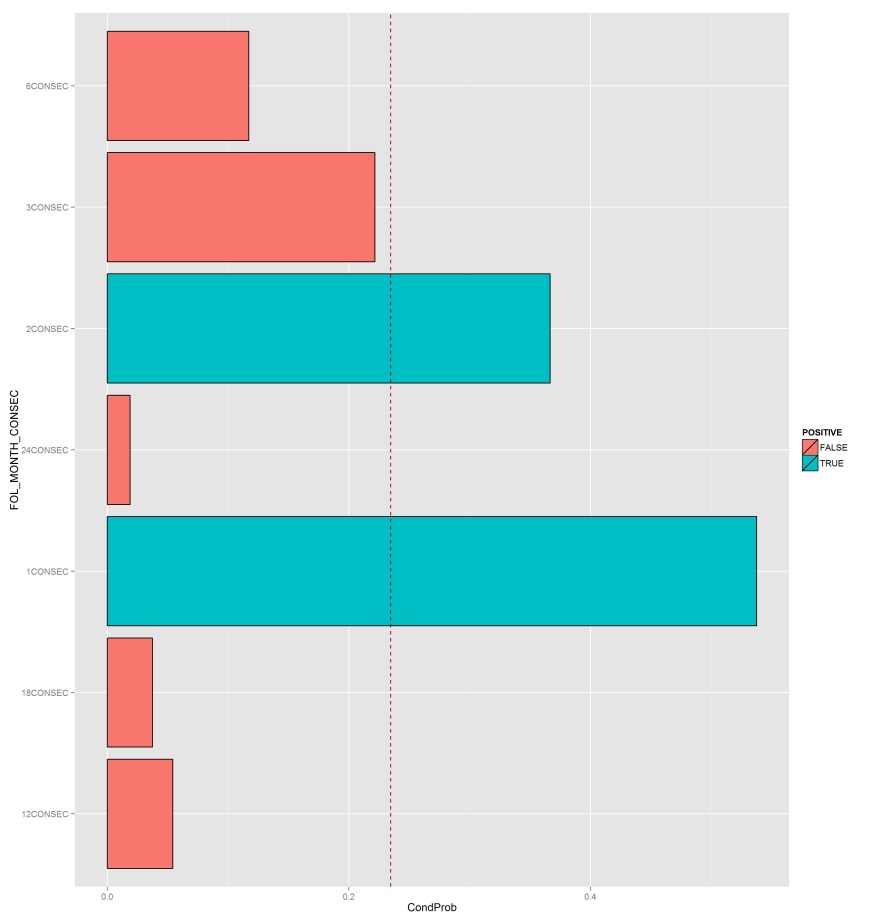 6CONSEC
3CONSEC
2CONSEC
24CONSEC
1CONSEC
18CONSEC
12CONSEC
FOL_MONTH_CONSEC
0.0 0.2 0.4
CondProb
POSITIVE
FALSE
TRUE